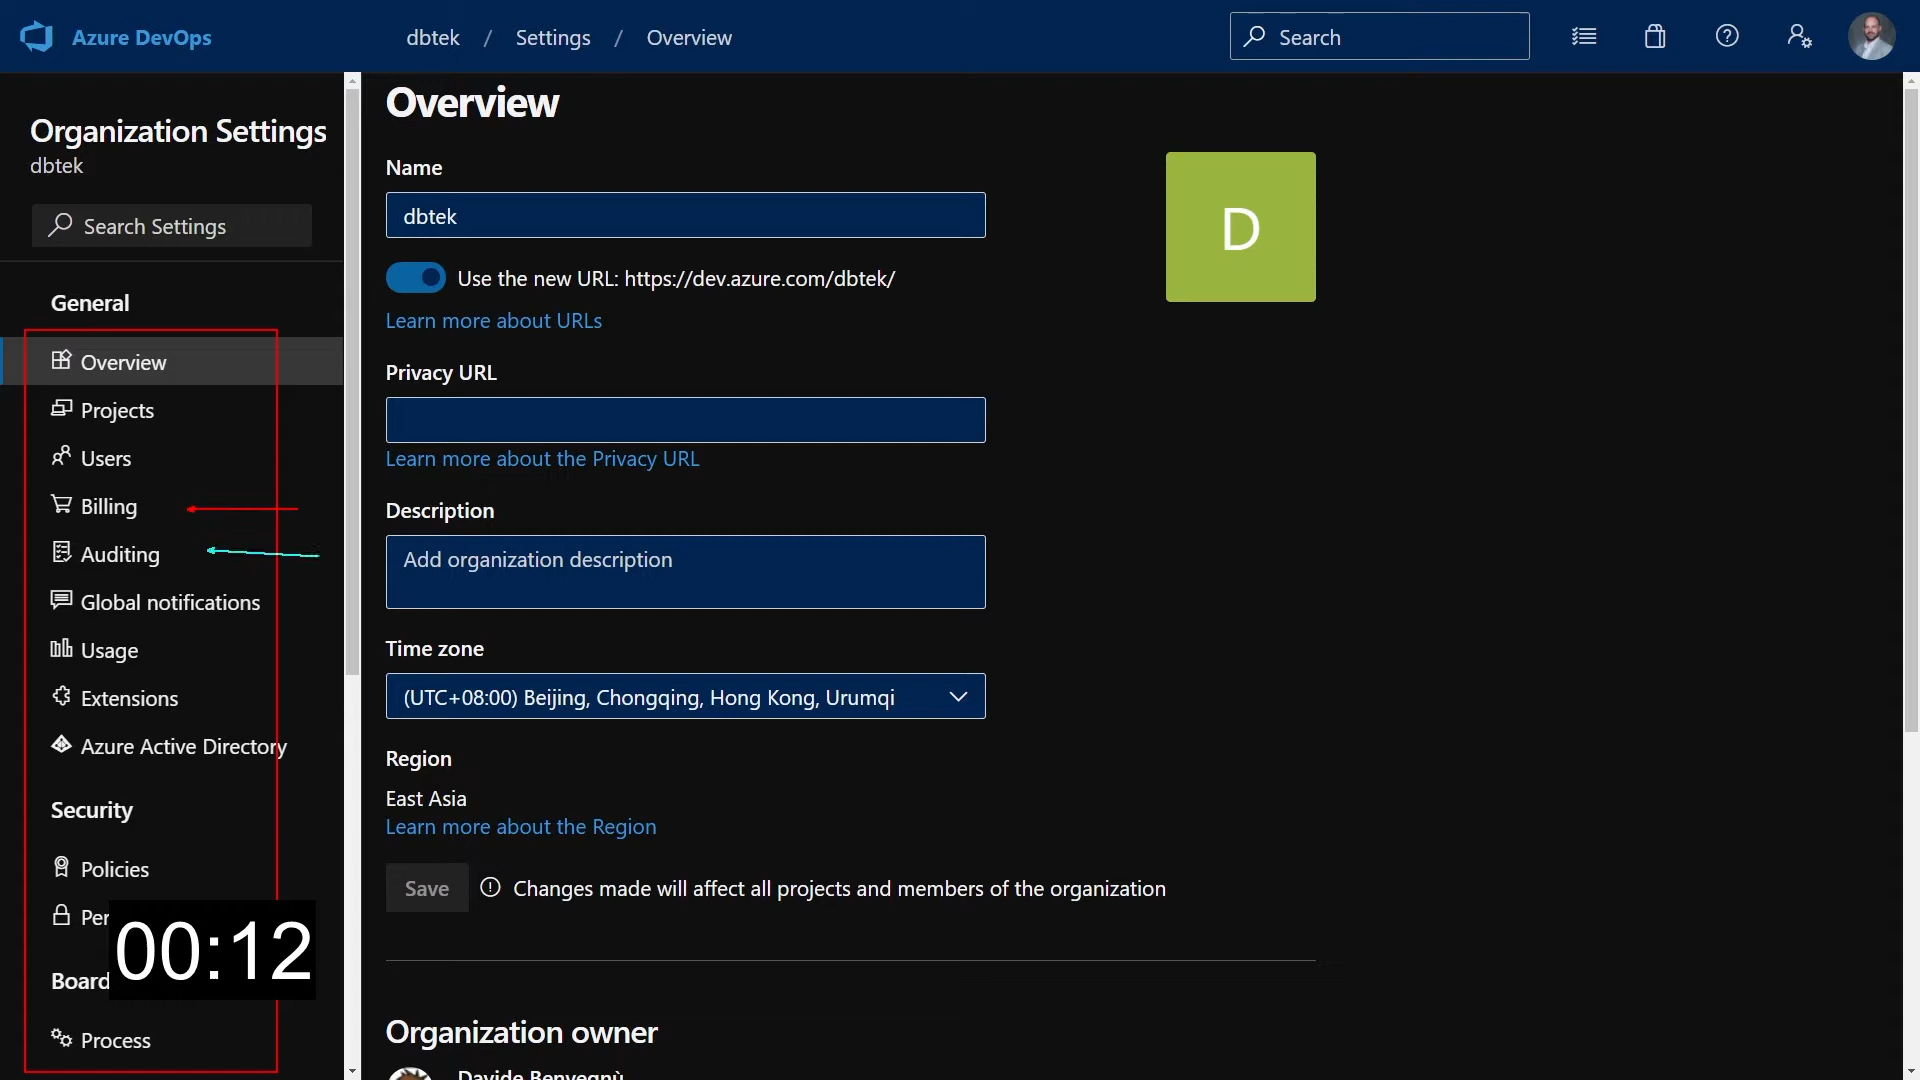 Azure DevOps
dbtek / Settings / Overview
Search
Organization Settings
dbtek
Search Settings
General
Overview
Projects
Users
Billing
Auditing
Global notifications
Usage
Extensions
Azure Active Directory
Security
Policies
Per
Board
00:12
Process
Overview
Name
dbtek
D
Use the new URL: https://dev.azure.com/dbtek/
Learn more about URLs
Privacy URL
Learn more about the Privacy URL
Description
Add organization description
Time zone
(UTC+08:00) Beijing, Chongqing, Hong Kong, Urumqi
Region
East Asia
Learn more about the Region
Save
Changes made will affect all projects and members of the organization
Organization owner
Davide Benvegnù